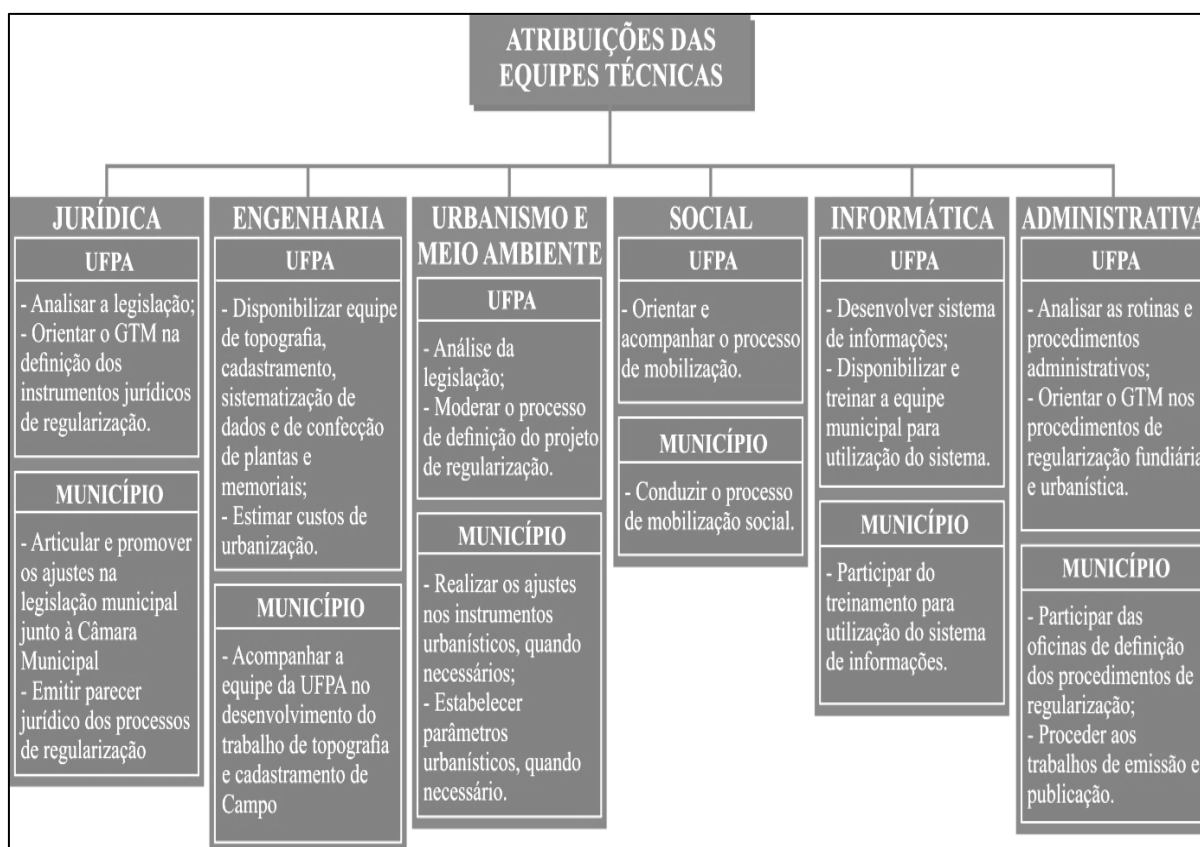 ATRIBUIÇÕES DAS
EQUIPES TÉCNICAS
JURÍDICA
UFPA
- Analisar a legislação;
- Orientar o GTM na
definição dos
instrumentos jurídicos
de regularização.
MUNICÍPIO
- Articular e promover
os ajustes na
legislação municipal
junto à Câmara
Municipal
- Emitir parecer
jurídico dos processos
de regularização
ENGENHARIA
UFPA
- Disponibilizar equipe
de topografia,
cadastramento,
sistematização de
dados e de confecção
de plantas e
memoriais;
- Estimar custos de
urbanização.
MUNICÍPIO
- Acompanhar a
equipe da UFPA no
desenvolvimento do
trabalho de topografia
e cadastramento de
Campo
URBANISMO E
MEIO AMBIENTE
UFPA
- Análise da
legislação;
- Moderar o processo
de definição do projeto
de regularização.
MUNICÍPIO
- Realizar os ajustes
nos instrumentos
urbanísticos, quando
necessários;
- Estabelecer
parâmetros
urbanísticos, quando
necessário.
SOCIAL
UFPA
- Orientar e
acompanhar o processo
de mobilização.
MUNICÍPIO
- Conduzir o processo
de mobilização social.
INFORMÁTICA
UFPA
- Desenvolver sistema
de informações;
- Disponibilizar e
treinar a equipe
municipal para
utilização do sistema.
MUNICÍPIO
- Participar do
treinamento para
utilização do sistema
de informações.
ADMINISTRATIVA
UFPA
- Analisar as rotinas e
procedimentos
administrativos;
- Orientar o GTM nos
procedimentos de
regularização fundiária
e urbanística.
MUNICÍPIO
- Participar das
oficinas de definição
dos procedimentos de
regularização;
- Proceder aos
trabalhos de emissão e
publicação.